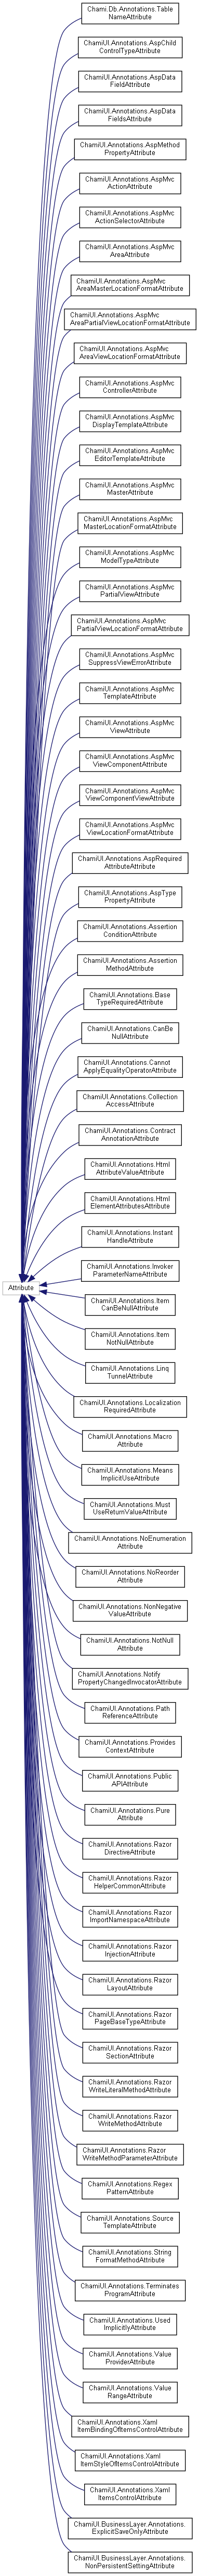 Chami.Db.Annotations.Table
NameAttribute
ChamiUI.Annotations.AspChild
ControlTypeAttribute
ChamiUI.Annotations.AspData
FieldAttribute
ChamiUI.Annotations.AspData
FieldsAttribute
ChamiUI.Annotations.AspMethod
PropertyAttribute
ChamiUI.Annotations.AspMvc
ActionAttribute
ChamiUI.Annotations.AspMvc
ActionSelectorAttribute
ChamiUI.Annotations.AspMvc
AreaAttribute
ChamiUI.Annotations.AspMvc
AreaMasterLocationFormatAttribute
ChamiUI.Annotations.AspMvc
AreaPartialViewLocationFormatAttribute
ChamiUI.Annotations.AspMvc
AreaViewLocationFormatAttribute
ChamiUI.Annotations.AspMvc
ControllerAttribute
ChamiUI.Annotations.AspMvc
DisplayTemplateAttribute
ChamiUI.Annotations.AspMvc
EditorTemplateAttribute
ChamiUI.Annotations.AspMvc
MasterAttribute
ChamiUI.Annotations.AspMvc
MasterLocationFormatAttribute
ChamiUI.Annotations.AspMvc
ModelTypeAttribute
ChamiUI.Annotations.AspMvc
PartialViewAttribute
ChamiUI.Annotations.AspMvc
PartialViewLocationFormatAttribute
ChamiUI.Annotations.AspMvc
SuppressViewErrorAttribute
ChamiUI.Annotations.AspMvc
TemplateAttribute
ChamiUI.Annotations.AspMvc
ViewAttribute
ChamiUI.Annotations.AspMvc
ViewComponentAttribute
ChamiUI.Annotations.AspMvc
ViewComponentViewAttribute
ChamiUI.Annotations.AspMvc
ViewLocationFormatAttribute
ChamiUI.Annotations.AspRequired
AttributeAttribute
ChamiUI.Annotations.AspType
PropertyAttribute
ChamiUI.Annotations.Assertion
ConditionAttribute
ChamiUI.Annotations.Assertion
MethodAttribute
ChamiUI.Annotations.Base
TypeRequiredAttribute
ChamiUI.Annotations.CanBe
NullAttribute
ChamiUI.Annotations.Cannot
ApplyEqualityOperatorAttribute
ChamiUI.Annotations.Collection
AccessAttribute
ChamiUI.Annotations.Contract
AnnotationAttribute
ChamiUI.Annotations.Html
AttributeValueAttribute
ChamiUI.Annotations.Html
ElementAttributesAttribute
ChamiUI.Annotations.Instant
HandleAttribute
ChamiUI.Annotations.Invoker
ParameterNameAttribute
Attribute
ChamiUI.Annotations.Item
CanBeNullAttribute
ChamiUI.Annotations.Item
NotNullAttribute
ChamiUI.Annotations.Linq
TunnelAttribute
ChamiUI.Annotations.Localization
RequiredAttribute
ChamiUI.Annotations.Macro
Attribute
ChamiUI.Annotations.Means
ImplicitUseAttribute
ChamiUI.Annotations.Must
UseReturnValueAttribute
ChamiUI.Annotations.NoEnumeration
Attribute
ChamiUI.Annotations.NoReorder
Attribute
ChamiUI.Annotations.NonNegative
ValueAttribute
ChamiUI.Annotations.NotNull
Attribute
ChamiUI.Annotations.Notify
PropertyChangedInvocatorAttribute
ChamiUI.Annotations.Path
ReferenceAttribute
ChamiUI.Annotations.Provides
ContextAttribute
ChamiUI.Annotations.Public
APIAttribute
ChamiUI.Annotations.Pure
Attribute
ChamiUI.Annotations.Razor
DirectiveAttribute
ChamiUI.Annotations.Razor
HelperCommonAttribute
ChamiUI.Annotations.Razor
ImportNamespaceAttribute
ChamiUI.Annotations.Razor
InjectionAttribute
ChamiUI.Annotations.Razor
LayoutAttribute
ChamiUI.Annotations.Razor
PageBaseTypeAttribute
ChamiUI.Annotations.Razor
SectionAttribute
ChamiUI.Annotations.Razor
WriteLiteralMethodAttribute
ChamiUI.Annotations.Razor
WriteMethodAttribute
ChamiUI.Annotations.Razor
WriteMethodParameterAttribute
ChamiUI.Annotations.Regex
PatternAttribute
ChamiUI.Annotations.Source
TemplateAttribute
ChamiUI.Annotations.String
FormatMethodAttribute
ChamiUI.Annotations.Terminates
ProgramAttribute
ChamiUI.Annotations.Used
ImplicitlyAttribute
ChamiUI.Annotations.Value
ProviderAttribute
ChamiUI.Annotations.Value
RangeAttribute
ChamiUI.Annotations.Xaml
ItemBindingOfItemsControlAttribute
ChamiUI.Annotations.Xaml
ItemStyleOfItemsControlAttribute
ChamiUI.Annotations.Xaml
ItemsControlAttribute
ChamiUI.BusinessLayer.Annotations.
ExplicitSaveOnlyAttribute
ChamiUI.BusinessLayer.Annotations.
NonPersistentSettingAttribute